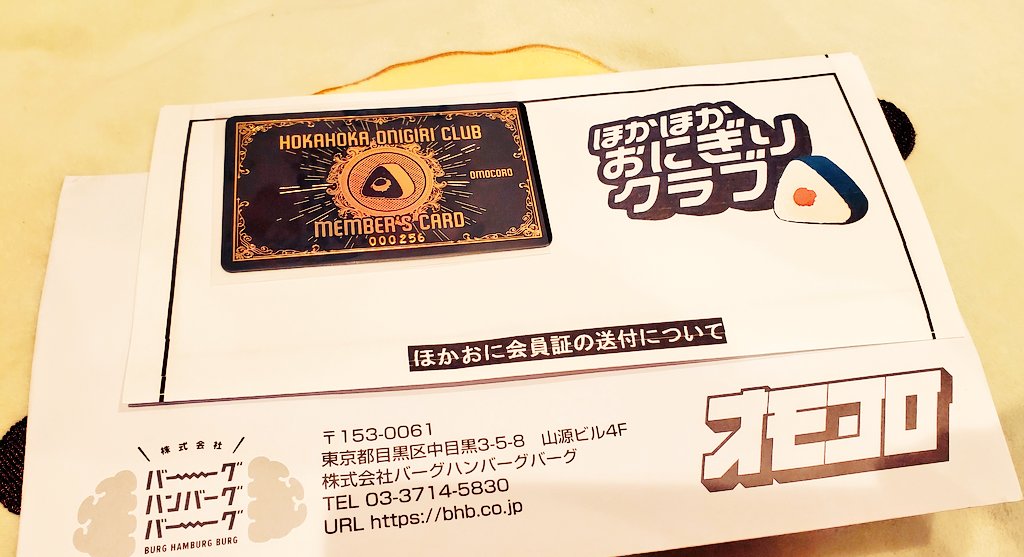 HOKAHOKA ONIGIRI CLUB
OMOCORO
MEMBER'S CARD
000256
ほかほか
おにぎり
クラブ
ほかおに会員証の送付について
株式会社
バーグ
ハンバーグ
バーグ
BURG HAMBURG BURG
〒153-0061
東京都目黒区中目黒3-5-8 山源ビル4F
株式会社バーグハンバーグバーグ
TEL 03-3714-5830
URL https://bhb.co.jp
オモコロ